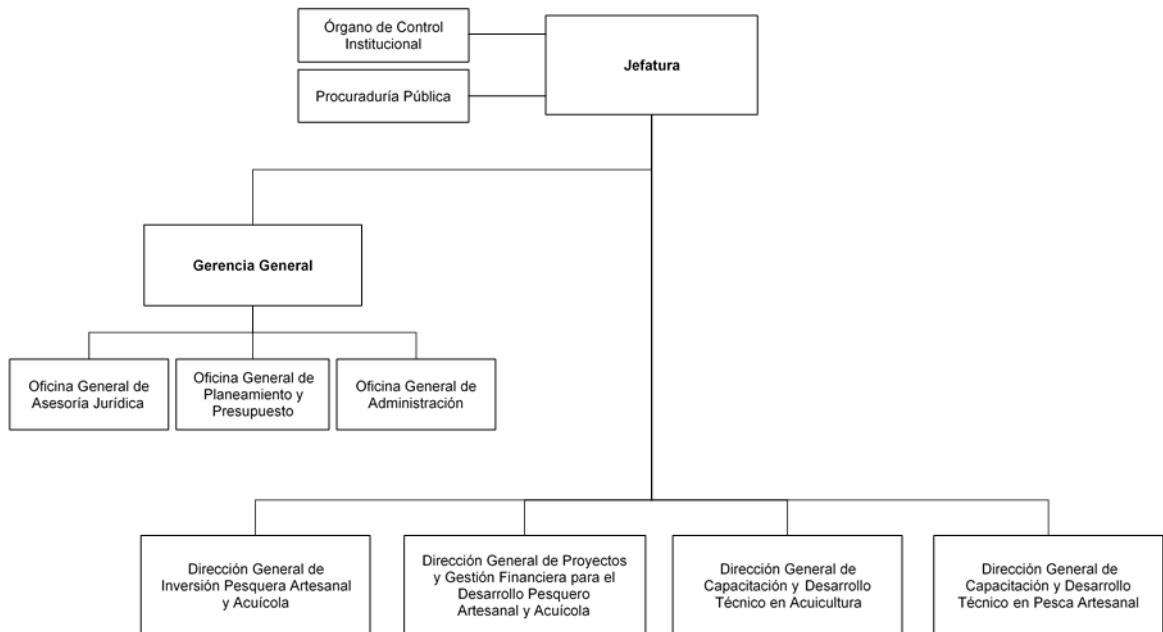 Órgano de Control
Institucional
Jefatura
Procuraduría Pública
Gerencia General
Oficina General de
Asesoría Jurídica
Oficina General de
Planeamiento y
Presupuesto
Oficina General de
Administración
Dirección General de
Inversión Pesquera Artesanal
y Acuícola
Dirección General de Proyectos
y Gestión Financiera para el
Desarrollo Pesquero
Artesanal y Acuícola
Dirección General de
Capacitación y Desarrollo
Técnico en Acuicultura
Dirección General de
Capacitación y Desarrollo
Técnico en Pesca Artesanal